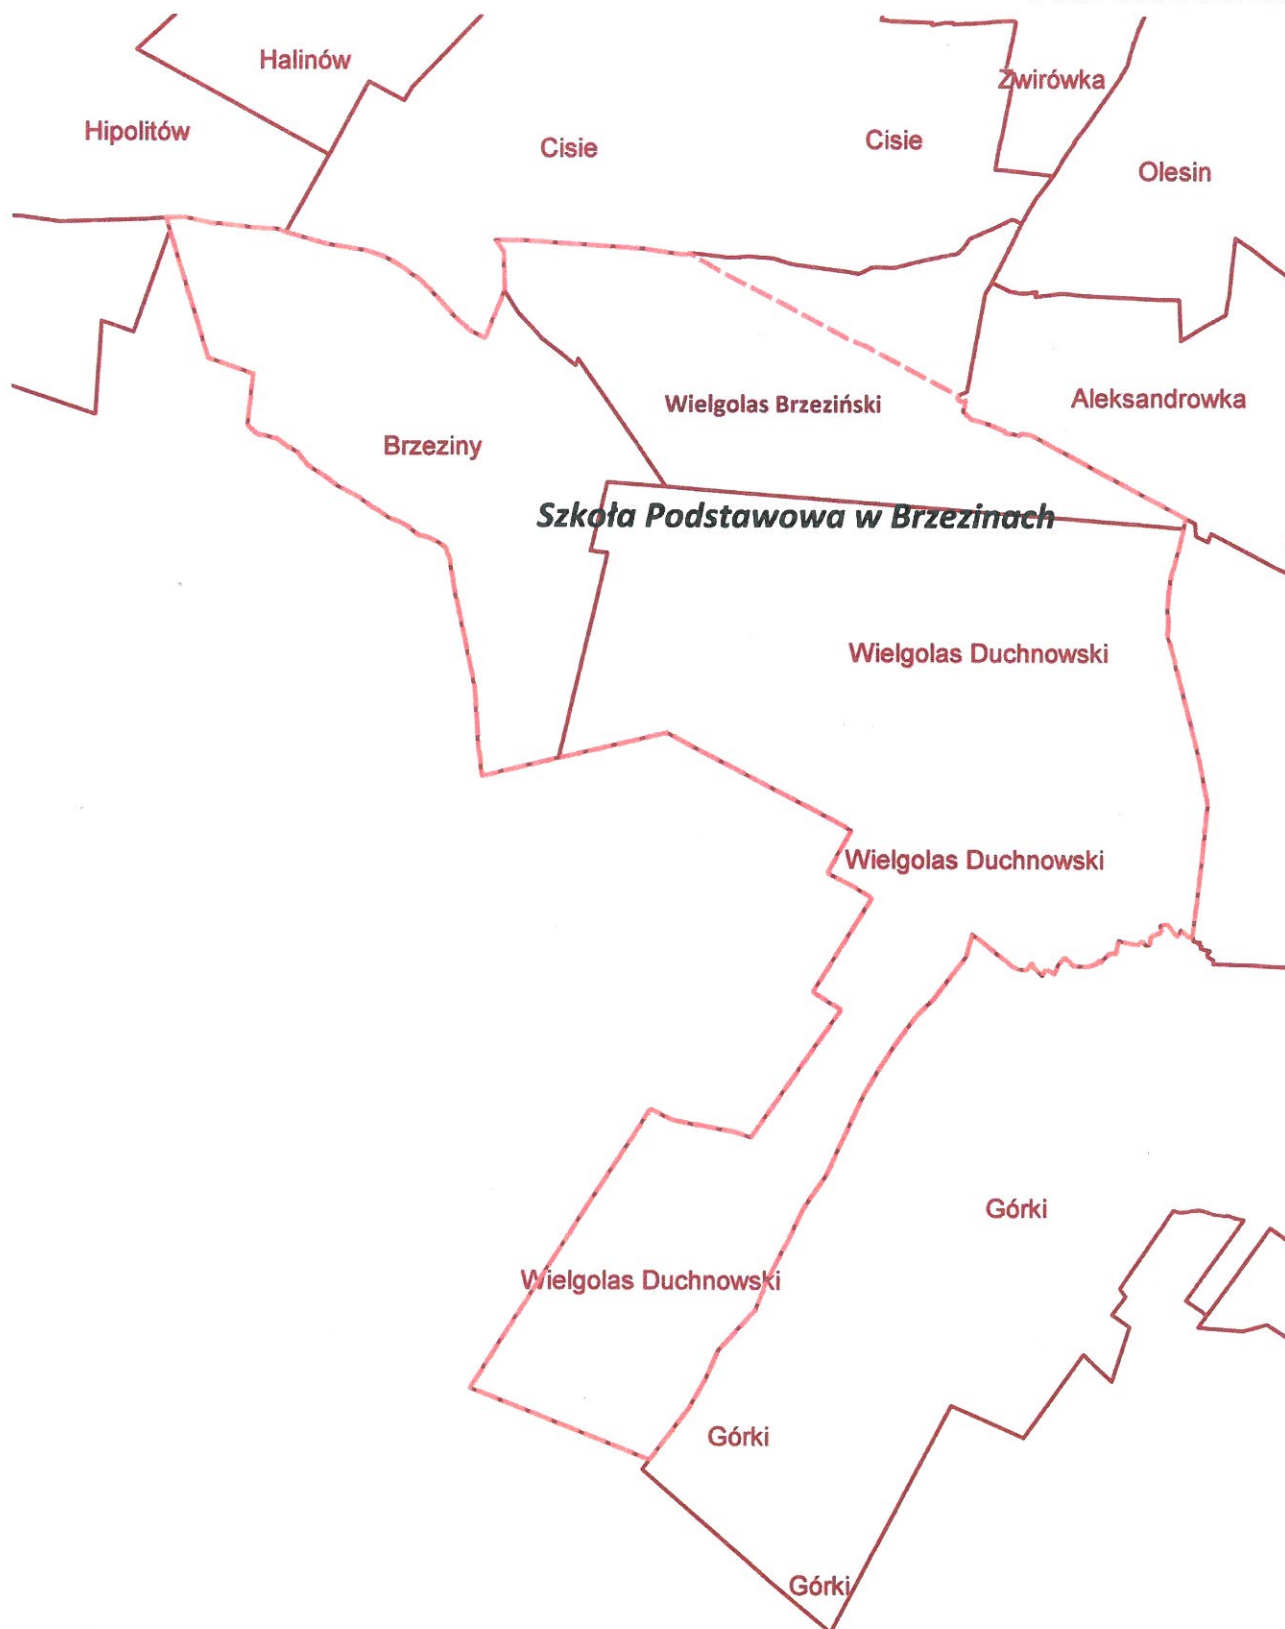 Halinów
Żwirówka
Hipolitów
Cisie
Cisie
Olesin
Wielgolas Brzeziński
Aleksandrowka
Brzeziny
Szkoła Podstawowa w Brzezinach
Wielgolas Duchnowski
Wielgolas Duchnowski
Górki
Wielgolas Duchnowski
Górki
Górki